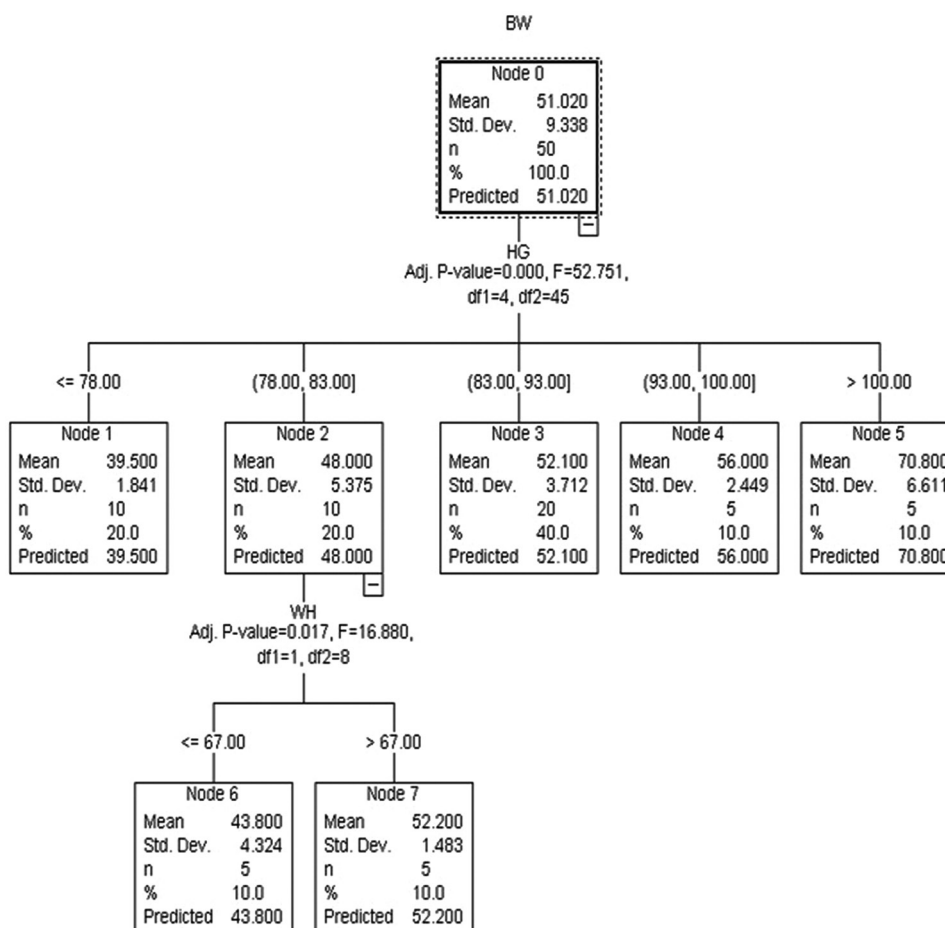 BW
Node 0
Mean 51.020
Std. Dev. 9.338
n 50
% 100.0
Predicted 51.020
HG
Adj. P-value=0.000, F=52.751,
df1=4, df2=45
<= 78.00
(78.00, 83.00]
(83.00, 93.00]
(93.00, 100.00]
> 100.00
Node 1
Mean 39.500
Std. Dev. 1.841
n 10
% 20.0
Predicted 39.500
Node 2
Mean 48.000
Std. Dev. 5.375
n 10
% 20.0
Predicted 48.000
Node 3
Mean 52.100
Std. Dev. 3.712
n 20
% 40.0
Predicted 52.100
Node 4
Mean 56.000
Std. Dev. 2.449
n 5
% 10.0
Predicted 56.000
Node 5
Mean 70.800
Std. Dev. 6.611
n 5
% 10.0
Predicted 70.800
WH
Adj. P-value=0.017, F=16.880,
df1=1, df2=8
<= 67.00
> 67.00
Node 6
Mean 43.800
Std. Dev. 4.324
n 5
% 10.0
Predicted 43.800
Node 7
Mean 52.200
Std. Dev. 1.483
n 5
% 10.0
Predicted 52.200